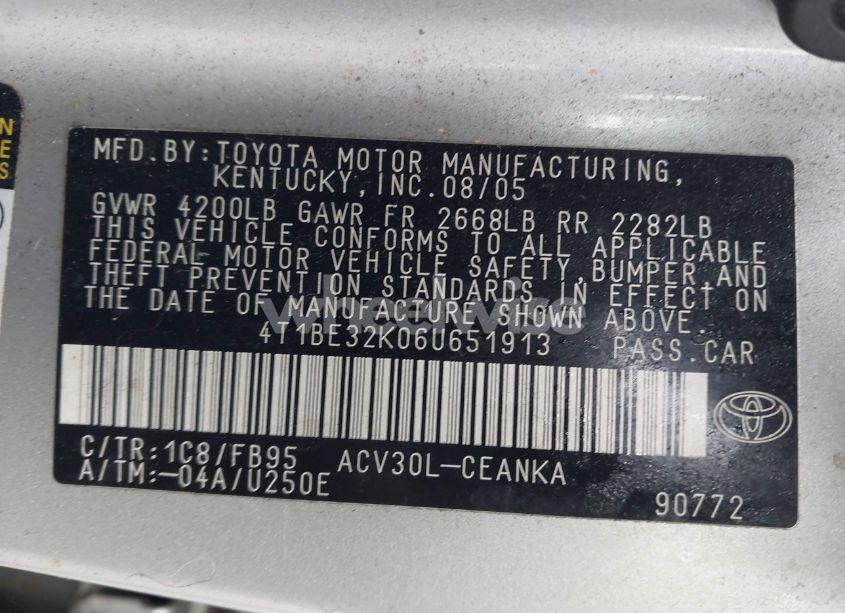 N
E
S
MFD.BY:TOYOTA MOTOR MANUFACTURING,
KENTUCKY,INC.08/05
GVWR 4200LB GAWR FR 2668LB RR 2282LB
THIS VEHICLE CONFORMS TO ALL APPLICABLE
FEDERAL MOTOR VEHICLE SAFETY,BUMPER,AND
THEFT PREVENTION STANDARDS IN EFFECT ON
THE DATE OF MANUFACTURE SHOWN ABOVE.
4T1BE32K06U651913 PASS.CAR
C/TR:1C8/FB95 ACV30L-CEANKA
A/TM:-04A/U250E
90772